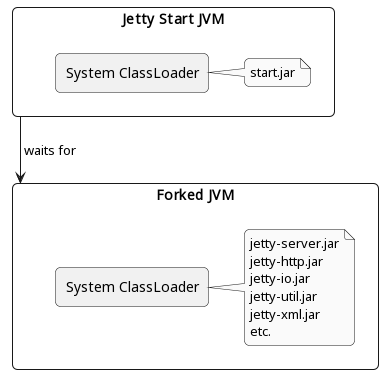 Jetty Start JVM
System ClassLoader
start.jar
waits for
Forked JVM
System ClassLoader
jetty-server.jar
jetty-http.jar
jetty-io.jar
jetty-util.jar
jetty-xml.jar
etc.